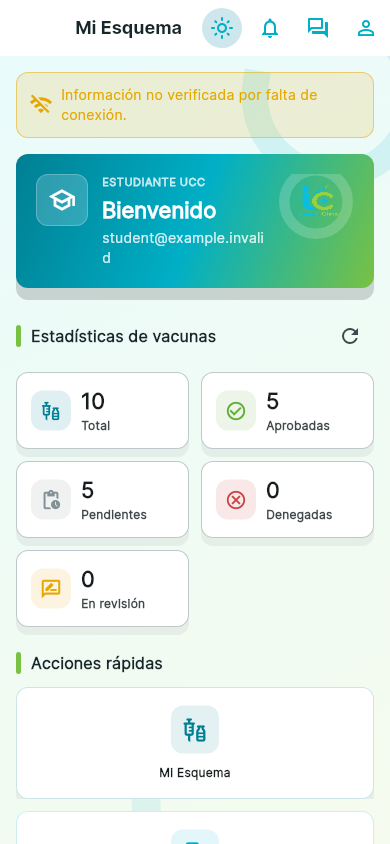 Mi Esquema
Información no verificada por falta de
conexión.
ESTUDIANTE UCC
Bienvenido
student@example.invali
d
Estadísticas de vacunas
10
Total
5
Aprobadas
5
Pendientes
0
Denegadas
0
En revisión
Acciones rápidas
Mi Esquema